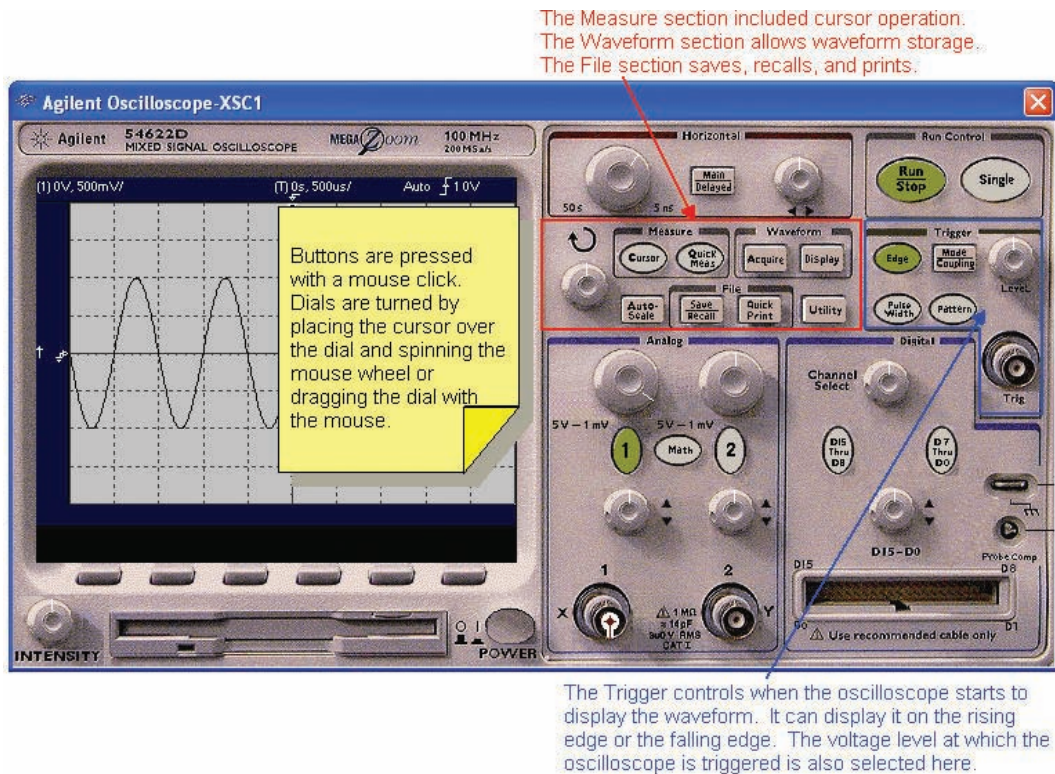 The Measure section included cursor operation.
The Waveform section allows waveform storage.
The File section saves, recalls, and prints.
Agilent Oscilloscope-XSC1
Agilent 54622D MIXED SIGNAL OSCILLOSCOPE MEGA Zoom 100 MHz 200 MSa/s
(1) 0V, 500mV/ (T) 0s, 500us/ Auto 1.0V
Buttons are pressed
with a mouse click.
Dials are turned by
placing the cursor over
the dial and spinning the
mouse wheel or
dragging the dial with
the mouse.
INTENSITY
POWER
Horizontal
Main
Delayed
50 s 5 ns
Run Control
Run
Stop
Single
Measure
Cursor
Quick
Meas
Waveform
Acquire
Display
Auto-
Scale
File
Save
Recall
Quick
Print
Utility
Trigger
Edge
Mode
Coupling
Level
Pulse
Width
Pattern
Trig
Analog
5V – 1 mV 5V – 1 mV
1 Math 2
1 2
X Y
1 MΩ
≈ 14pF
300V RMS
CAT I
Digital
Channel
Select
D15
Thru
D8
D7
Thru
D0
D15–D0
Probe Comp
D15 D8
D1
Use recommended cable only
The Trigger controls when the oscilloscope starts to
display the waveform. It can display it on the rising
edge or the falling edge. The voltage level at which the
oscilloscope is triggered is also selected here.